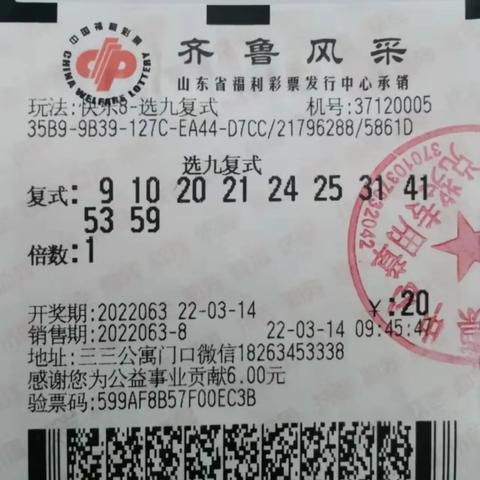 中国福利彩票
CHINA WELFARE LOTTERY
齐鲁风采
山东省福利彩票发行中心承销
玩法:快乐8-选九复式 机号:37120005
35B9-9B39-127C-EA44-D7CC/21796288/5861D
选九复式
复式: 9 10 20 21 24 25 31 41
53 59
倍数:1
开奖期:2022063 22-03-14 ¥:20
销售期:2022063-8 22-03-14 09:45:47
地址:三三公寓门口微信18263453338
感谢您为公益事业贡献6.00元
验票码:599AF8B57F00EC3B
兑奖专用章